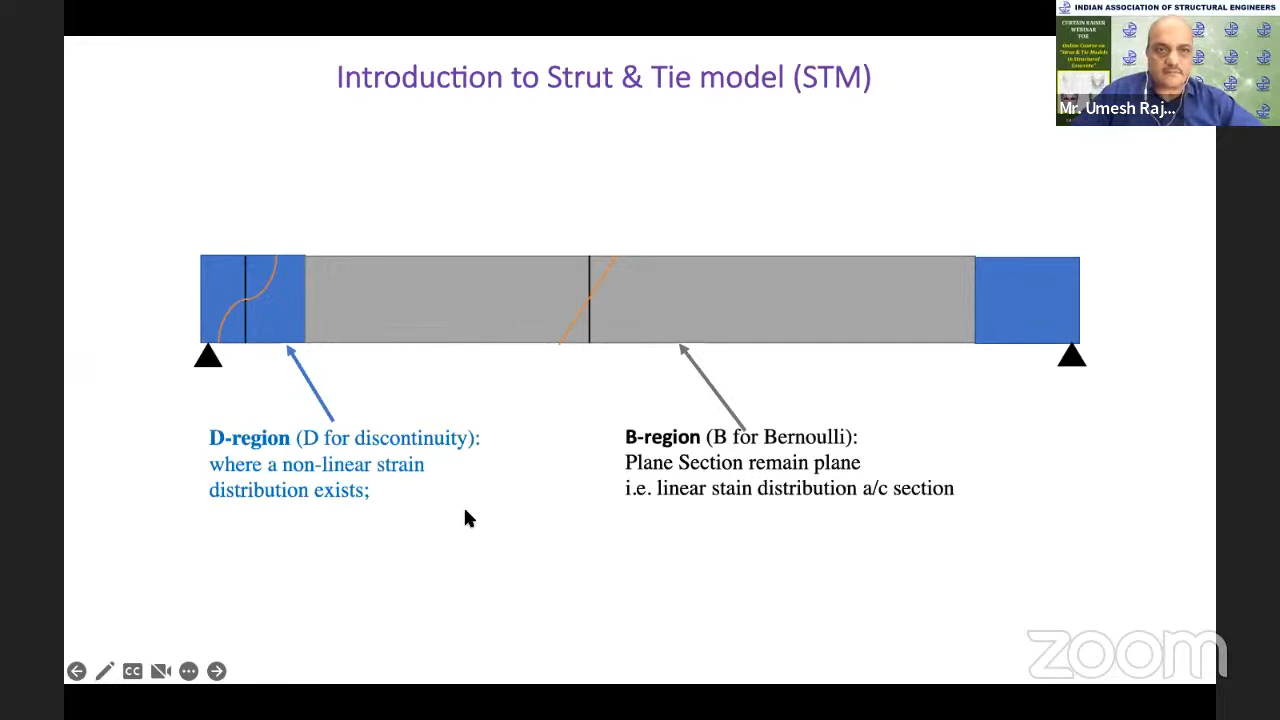 INDIAN ASSOCIATION OF STRUCTURAL ENGINEERS
CURTAIN RAISER
WEBINAR
FOR
Online Course on
"Strut & Tie Models
in Structural
Concrete"
Mr. Umesh Raj...
Introduction to Strut & Tie model (STM)
D-region (D for discontinuity):
where a non-linear strain
distribution exists;
B-region (B for Bernoulli):
Plane Section remain plane
i.e. linear stain distribution a/c section
CC
zoom